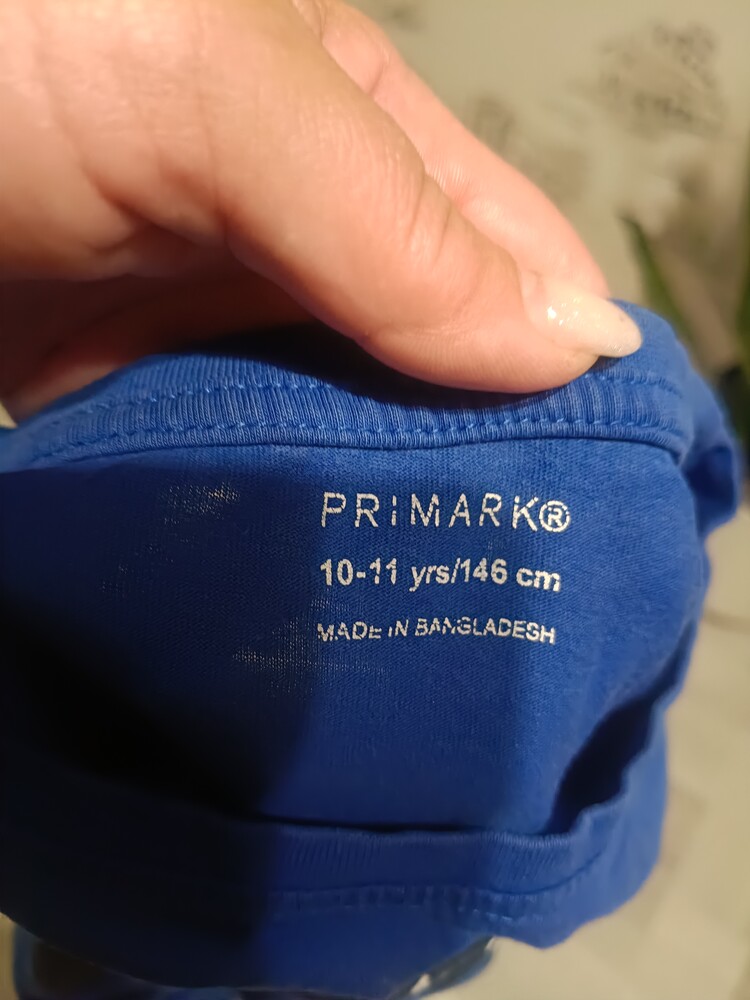 PRIMARK®
10-11 yrs/146 cm
MADE IN BANGLADESH